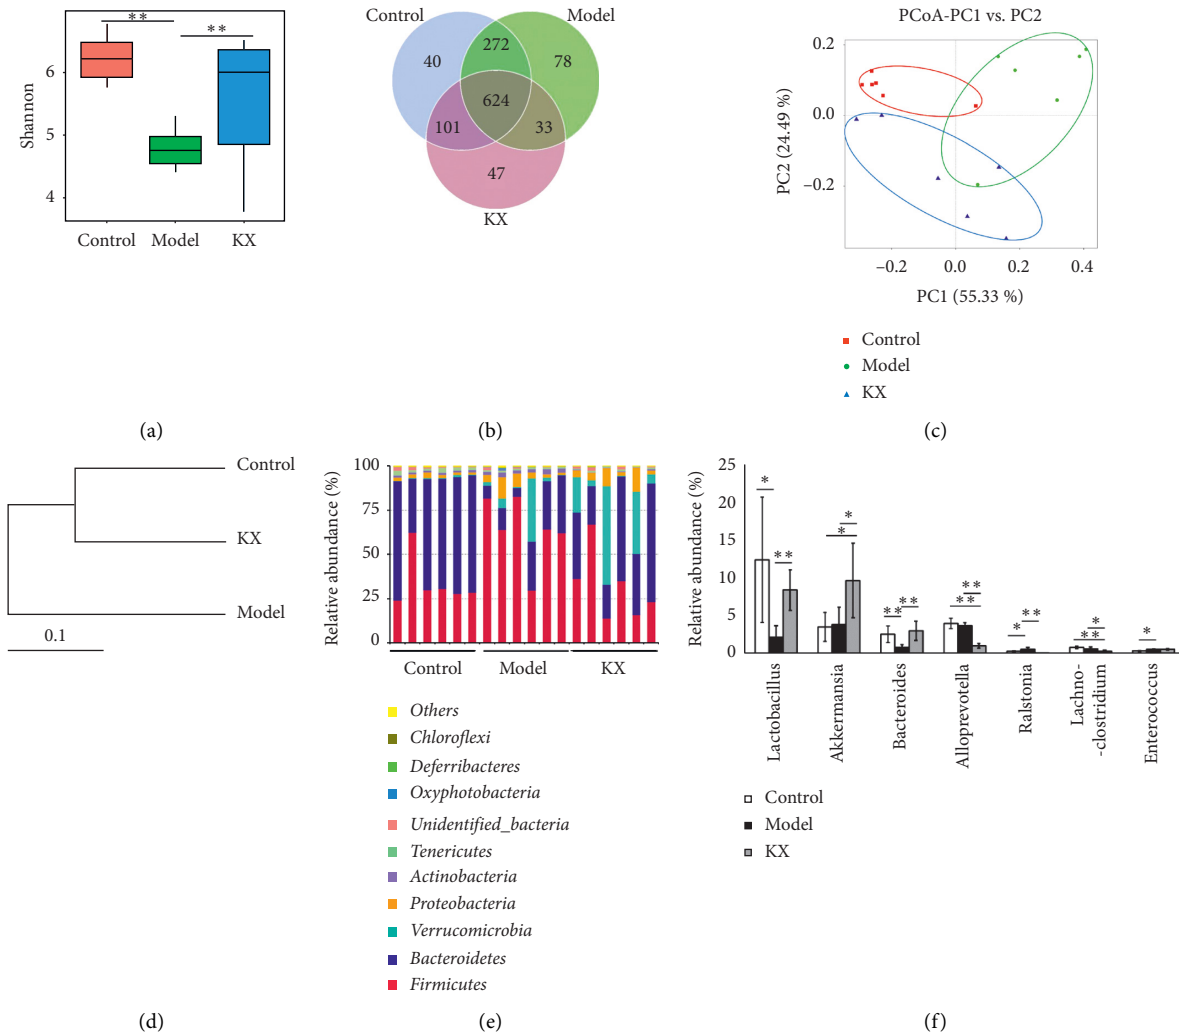 Shannon
6
5
4
**
**
Control
Model
KX
(a)
Control
Model
40
272
78
624
101
33
47
KX
(b)
PCoA-PC1 vs. PC2
PC2 (24.49 %)
0.2
0.0
−0.2
−0.2
0.0
0.2
0.4
PC1 (55.33 %)
Control
Model
KX
(c)
Control
KX
Model
0.1
(d)
Relative abundance (%)
100
75
50
25
0
Control
Model
KX
Others
Chloroflexi
Deferribacteres
Oxyphotobacteria
Unidentified_bacteria
Tenericutes
Actinobacteria
Proteobacteria
Verrucomicrobia
Bacteroidetes
Firmicutes
(e)
Relative abundance (%)
25
20
15
10
5
0
*
**
*
*
**
**
**
**
*
**
*
**
*
Lactobacillus
Akkermansia
Bacteroides
Alloprevotella
Ralstonia
Lachno-
-clostridium
Enterococcus
Control
Model
KX
(f)